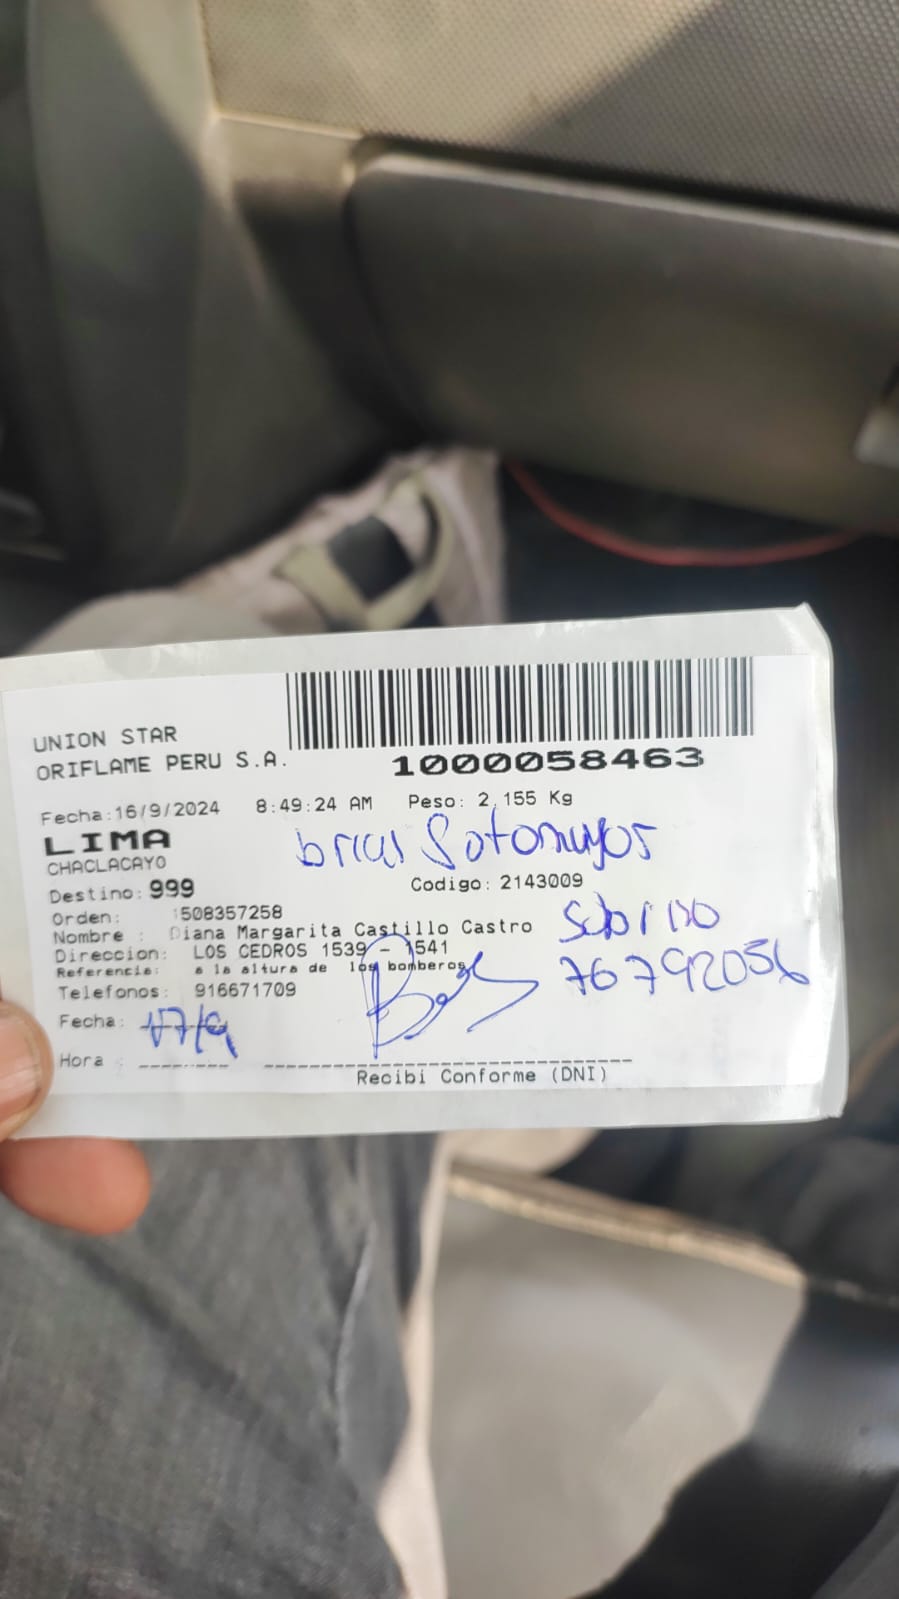 UNION STAR
ORIFLAME PERU S.A.
1000058463
Fecha:16/9/2024 8:49:24 AM Peso: 2,155 Kg
LIMA
CHACLACAYO
Sotomayor
Destino: 999 Codigo: 2143009
Orden: 508357258
Nombre : Diana Margarita Castillo Castro
Sobrino
Direccion: LOS CEDROS 1539 - 1541
Referencia: a la altura de los bomberos
76792056
Telefonos: 916671709
Fecha: 17/9
Hora :
Recibi Conforme (DNI)